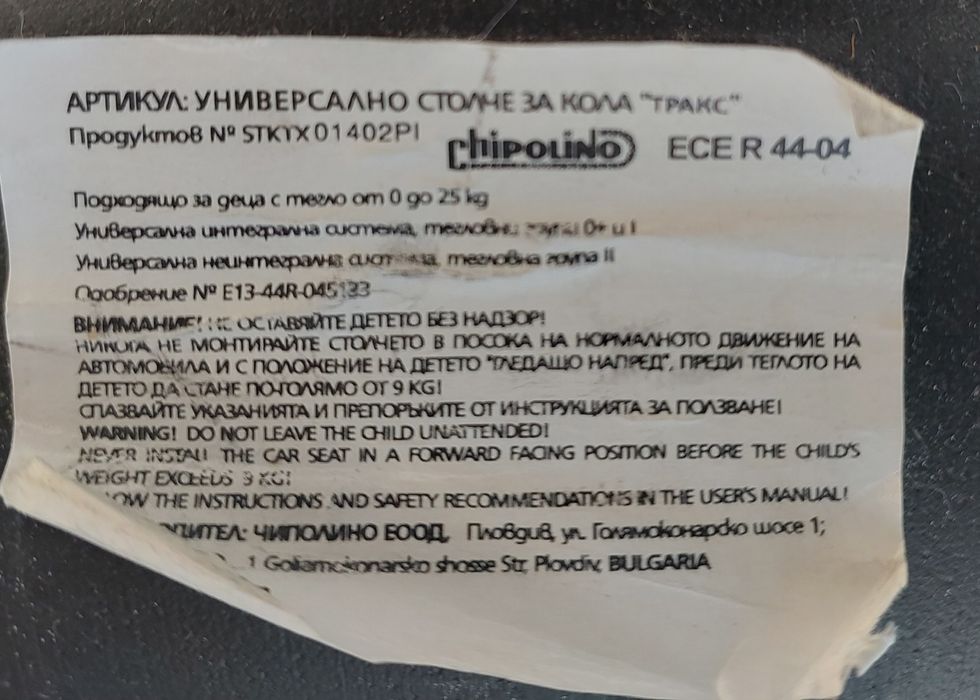 АРТИКУЛ: УНИВЕРСАЛНО СТОЛЧЕ ЗА КОЛА "ТРАКС"
Продуктов № STKTX01402PI
chipolino ECE R 44-04
Подходящо за деца с тегло от 0 до 25 kg
Универсална интегрална система, тегловни групи 0+ и I
Универсална неинтегрална система, тегловна група II
Одобрение № E13-44R-045133
ВНИМАНИЕ! НЕ ОСТАВЯЙТЕ ДЕТЕТО БЕЗ НАДЗОР!
НИКОГА НЕ МОНТИРАЙТЕ СТОЛЧЕТО В ПОСОКА НА НОРМАЛНОТО ДВИЖЕНИЕ НА
АВТОМОБИЛА И С ПОЛОЖЕНИЕ НА ДЕТЕТО "ГЛЕДАЩО НАПРЕД", ПРЕДИ ТЕГЛОТО НА
ДЕТЕТО ДА СТАНЕ ПО-ГОЛЯМО ОТ 9 KG!
СПАЗВАЙТЕ УКАЗАНИЯТА И ПРЕПОРЪКИТЕ ОТ ИНСТРУКЦИЯТА ЗА ПОЛЗВАНЕ!
WARNING! DO NOT LEAVE THE CHILD UNATTENDED!
NEVER INSTALL THE CAR SEAT IN A FORWARD FACING POSITION BEFORE THE CHILD'S
WEIGHT EXCEEDS 9 KG!
OW THE INSTRUCTIONS AND SAFETY RECOMMENDATIONS IN THE USER'S MANUAL!
ДИТЕЛ: ЧИПОЛИНО ЕООД, Пловдив, ул. Голямоконарско шосе 1;
1 Goliamokonarsko shosse Str, Plovdiv, BULGARIA